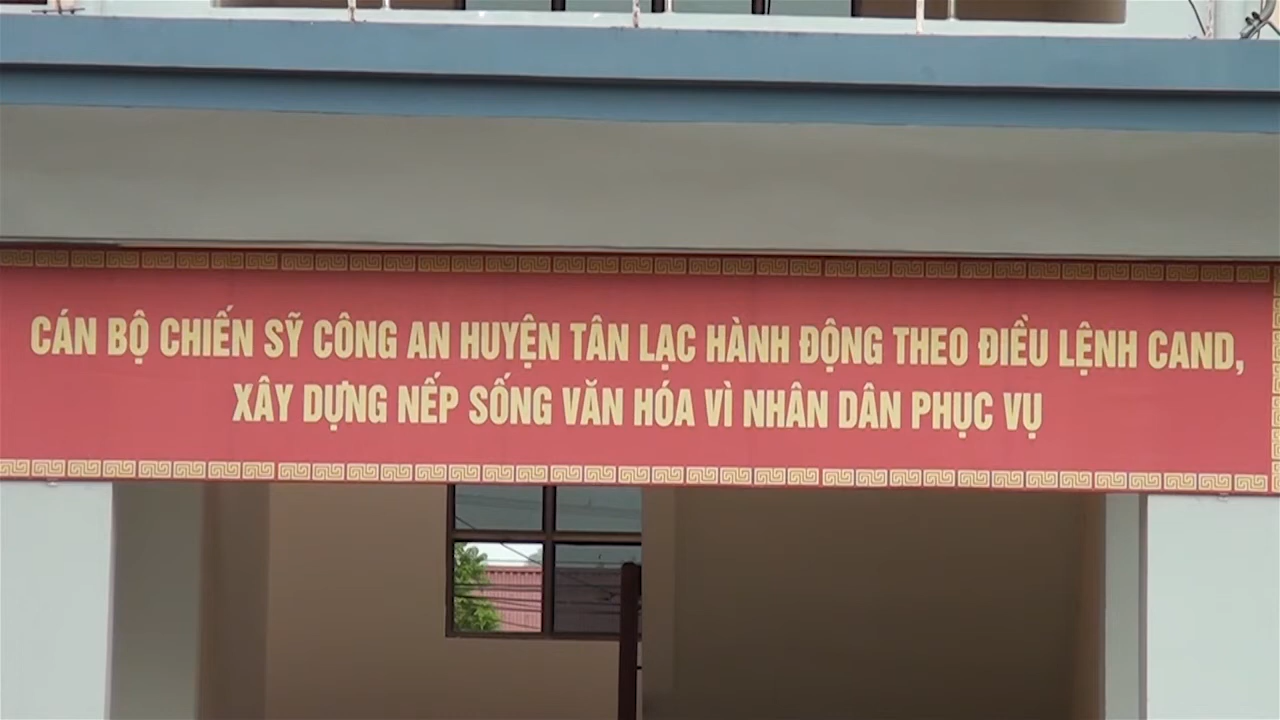 CÁN BỘ CHIẾN SỸ CÔNG AN HUYỆN TÂN LẠC HÀNH ĐỘNG THEO ĐIỀU LỆNH CAND,
XÂY DỰNG NẾP SỐNG VĂN HÓA VÌ NHÂN DÂN PHỤC VỤ